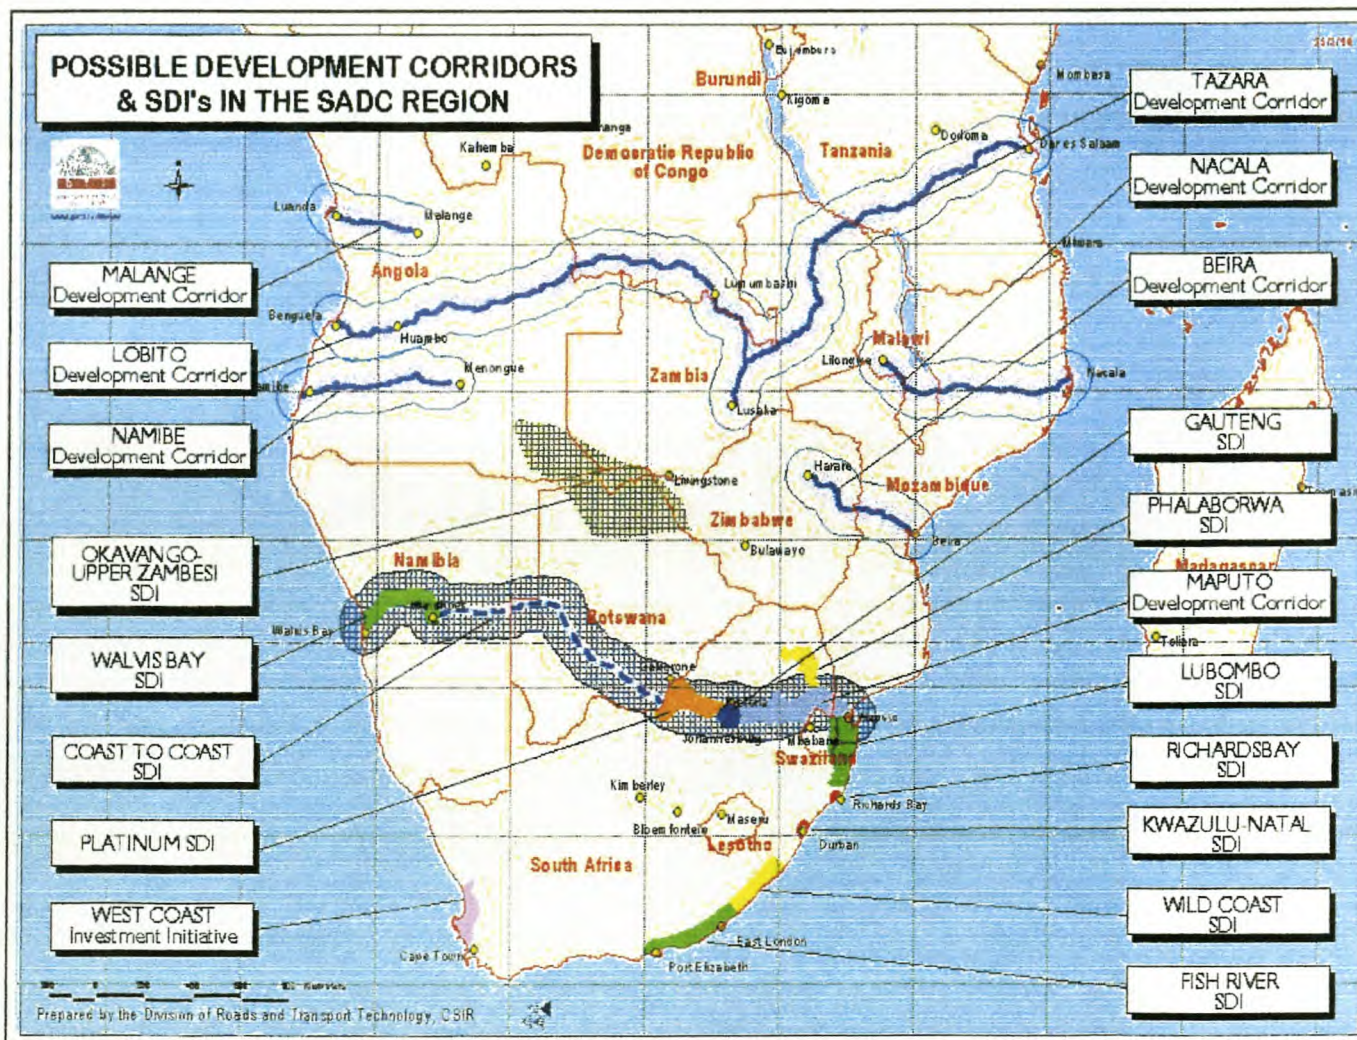 POSSIBLE DEVELOPMENT CORRIDORS
& SDI's IN THE SADC REGION
MALANGE
Development Corridor
LOBITO
Development Corridor
NAMIBE
Development Corridor
OKAVANGO-
UPPER ZAMBESI
SDI
WALVIS BAY
SDI
COAST TO COAST
SDI
PLATINUM SDI
WEST COAST
Investment Initiative
TAZARA
Development Corridor
NACALA
Development Corridor
BEIRA
Development Corridor
GAUTENG
SDI
PHALABORWA
SDI
MAPUTO
Development Corridor
LUBOMBO
SDI
RICHARDSBAY
SDI
KWAZULU-NATAL
SDI
WILD COAST
SDI
FISH RIVER
SDI
Burundi
Kigoma
Mombasa
Dodoma
Dar es Salaam
Tanzania
Democratic Republic
of Congo
Kahemba
Luanda
Malange
Angola
Benguela
Huambo
Menongue
Lubumbashi
Zambia
Lusaka
Malawi
Lilongwe
Nacala
Livingstone
Harare
Mozambique
Zimbabwe
Beira
Bulawayo
Namibia
Walvis Bay
Botswana
Madagascar
Toliara
Johannesburg
Mbabane
Swaziland
Kimberley
Bloemfontein
Maseru
Lesotho
Richards Bay
Durban
South Africa
Cape Town
East London
Port Elizabeth
Prepared by the Division of Roads and Transport Technology, CSIR